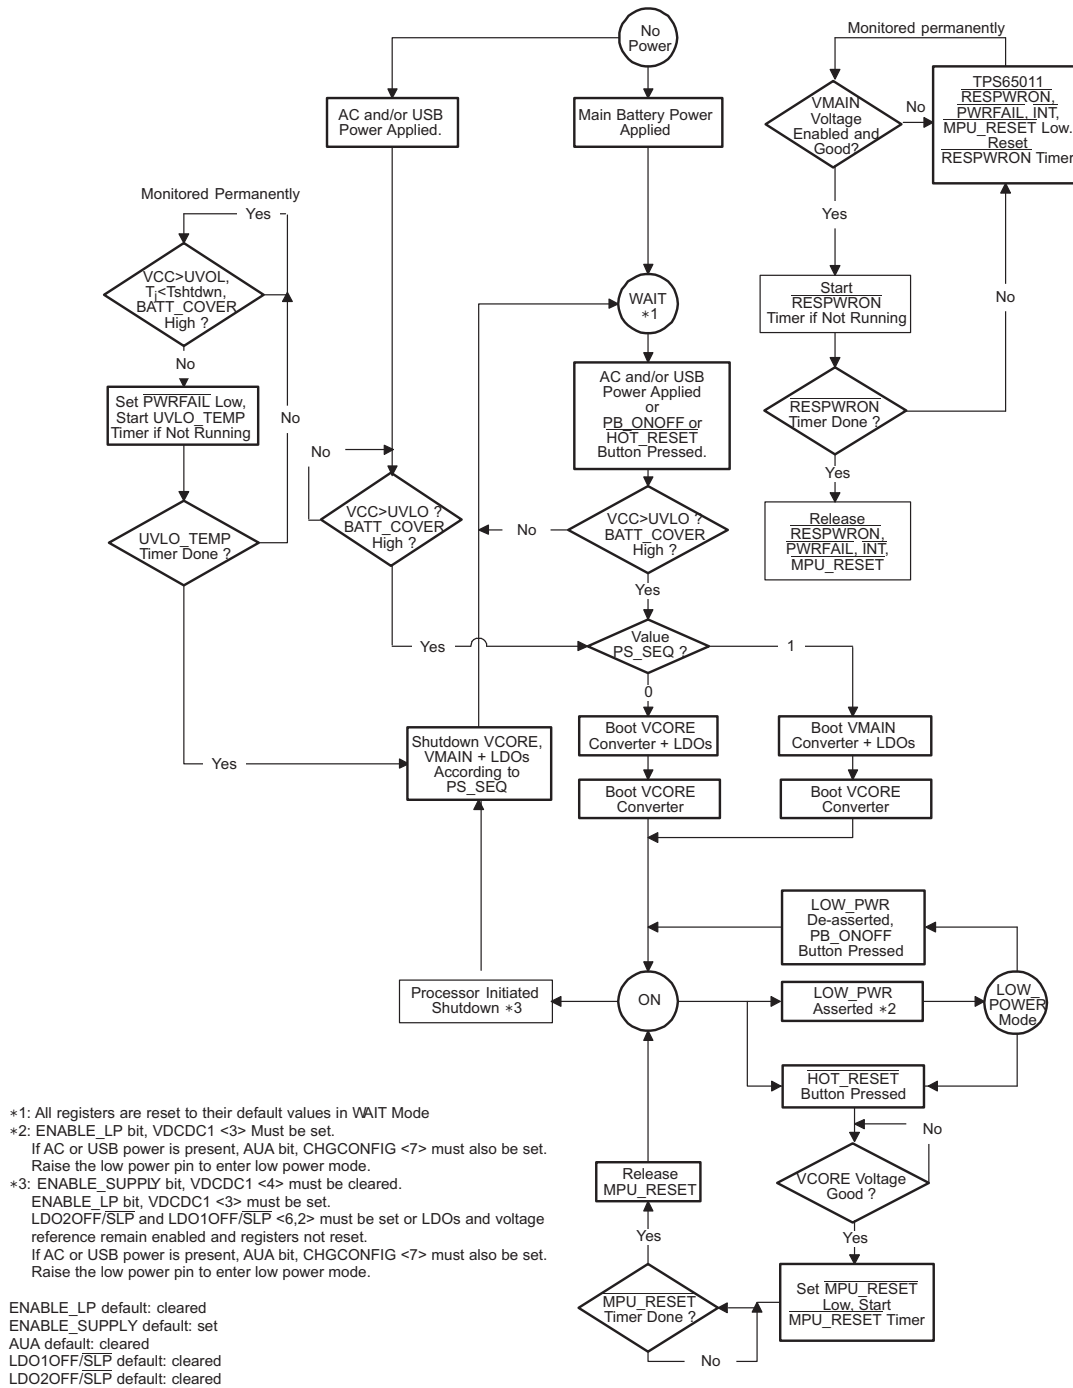 No
Power
AC and/or USB
Power Applied.
Main Battery Power
Applied
Monitored permanently
VMAIN
Voltage
Enabled and
Good?
No
TPS65011
RESPWRON,
PWRFAIL, INT,
MPU_RESET Low.
Reset
RESPWRON Timer
Yes
Start
RESPWRON
Timer if Not Running
No
RESPWRON
Timer Done ?
Yes
Release
RESPWRON,
PWRFAIL, INT,
MPU_RESET
Monitored Permanently
Yes
VCC>UVOL,
Tj<Tshtdwn,
BATT_COVER
High ?
No
Set PWRFAIL Low,
Start UVLO_TEMP
Timer if Not Running
No
UVLO_TEMP
Timer Done ?
Yes
No
VCC>UVLO ?
BATT_COVER
High ?
Yes
WAIT
*1
AC and/or USB
Power Applied
or
PB_ONOFF or
HOT_RESET
Button Pressed.
VCC>UVLO ?
BATT_COVER
High ?
No
Yes
Value
PS_SEQ ?
1
0
Boot VCORE
Converter + LDOs
Boot VMAIN
Converter + LDOs
Boot VCORE
Converter
Boot VCORE
Converter
Shutdown VCORE,
VMAIN + LDOs
According to
PS_SEQ
LOW_PWR
De-asserted,
PB_ONOFF
Button Pressed
Processor Initiated
Shutdown *3
ON
LOW_PWR
Asserted *2
LOW_
POWER
Mode
HOT_RESET
Button Pressed
No
VCORE Voltage
Good ?
Yes
Set MPU_RESET
Low, Start
MPU_RESET Timer
MPU_RESET
Timer Done ?
No
Yes
Release
MPU_RESET
*1: All registers are reset to their default values in WAIT Mode
*2: ENABLE_LP bit, VDCDC1 <3> Must be set.
If AC or USB power is present, AUA bit, CHGCONFIG <7> must also be set.
Raise the low power pin to enter low power mode.
*3: ENABLE_SUPPLY bit, VDCDC1 <4> must be cleared.
ENABLE_LP bit, VDCDC1 <3> must be set.
LDO2OFF/SLP and LDO1OFF/SLP <6,2> must be set or LDOs and voltage
reference remain enabled and registers not reset.
If AC or USB power is present, AUA bit, CHGCONFIG <7> must also be set.
Raise the low power pin to enter low power mode.
ENABLE_LP default: cleared
ENABLE_SUPPLY default: set
AUA default: cleared
LDO1OFF/SLP default: cleared
LDO2OFF/SLP default: cleared